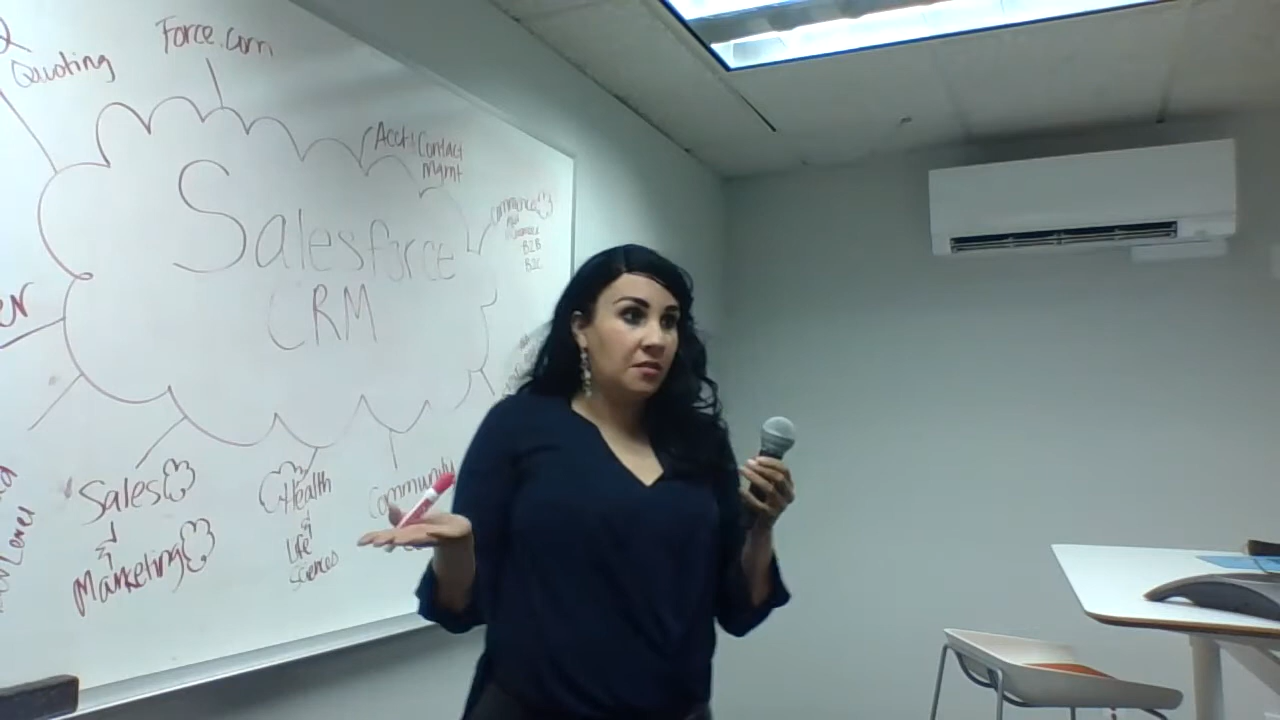 Quoting
Force.com
Acct/Contact
Mgmt
Commerce
B2B
B2C
Salesforce
CRM
er
Sales
&
Marketing
Health
&
Life
Sciences
Community